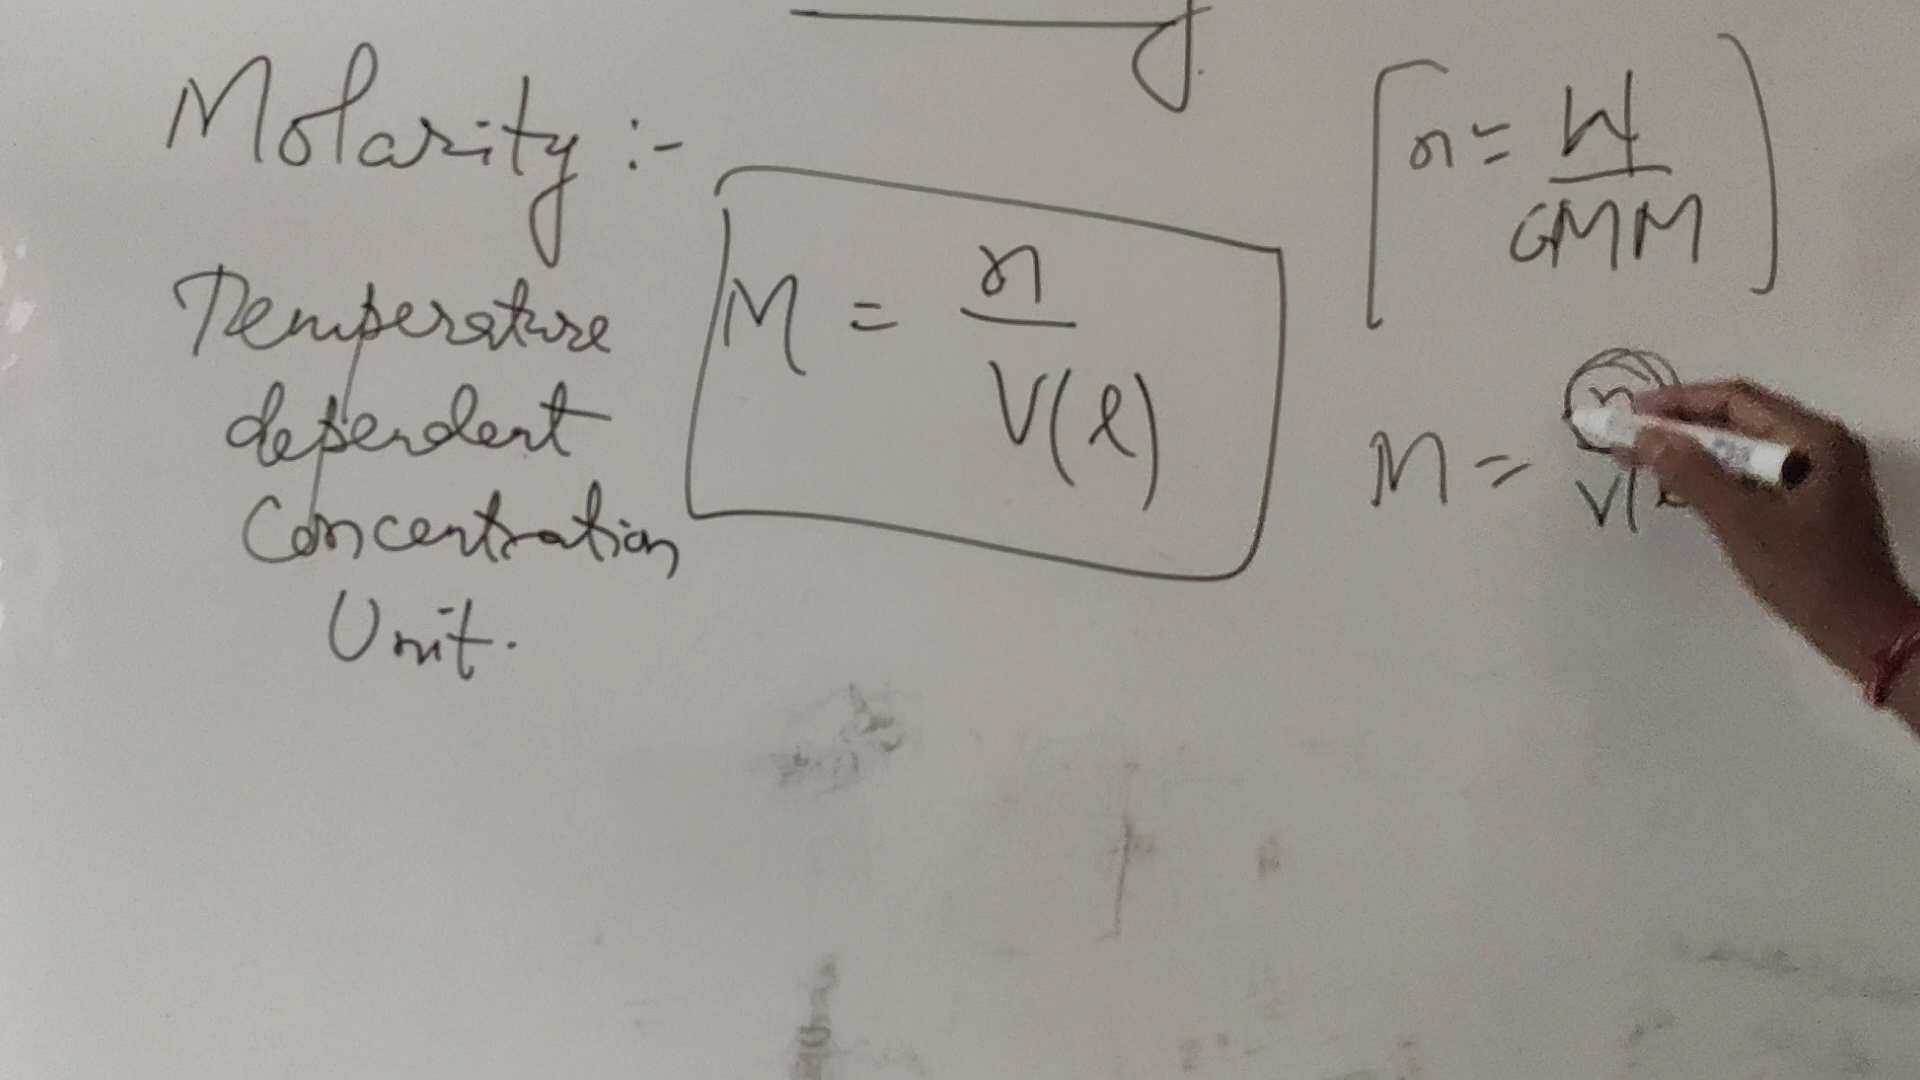 Molarity :-
Temperature
dependent
Concentration
Unit.
M = n
V(l)
n = W
GMM
M = n
V(